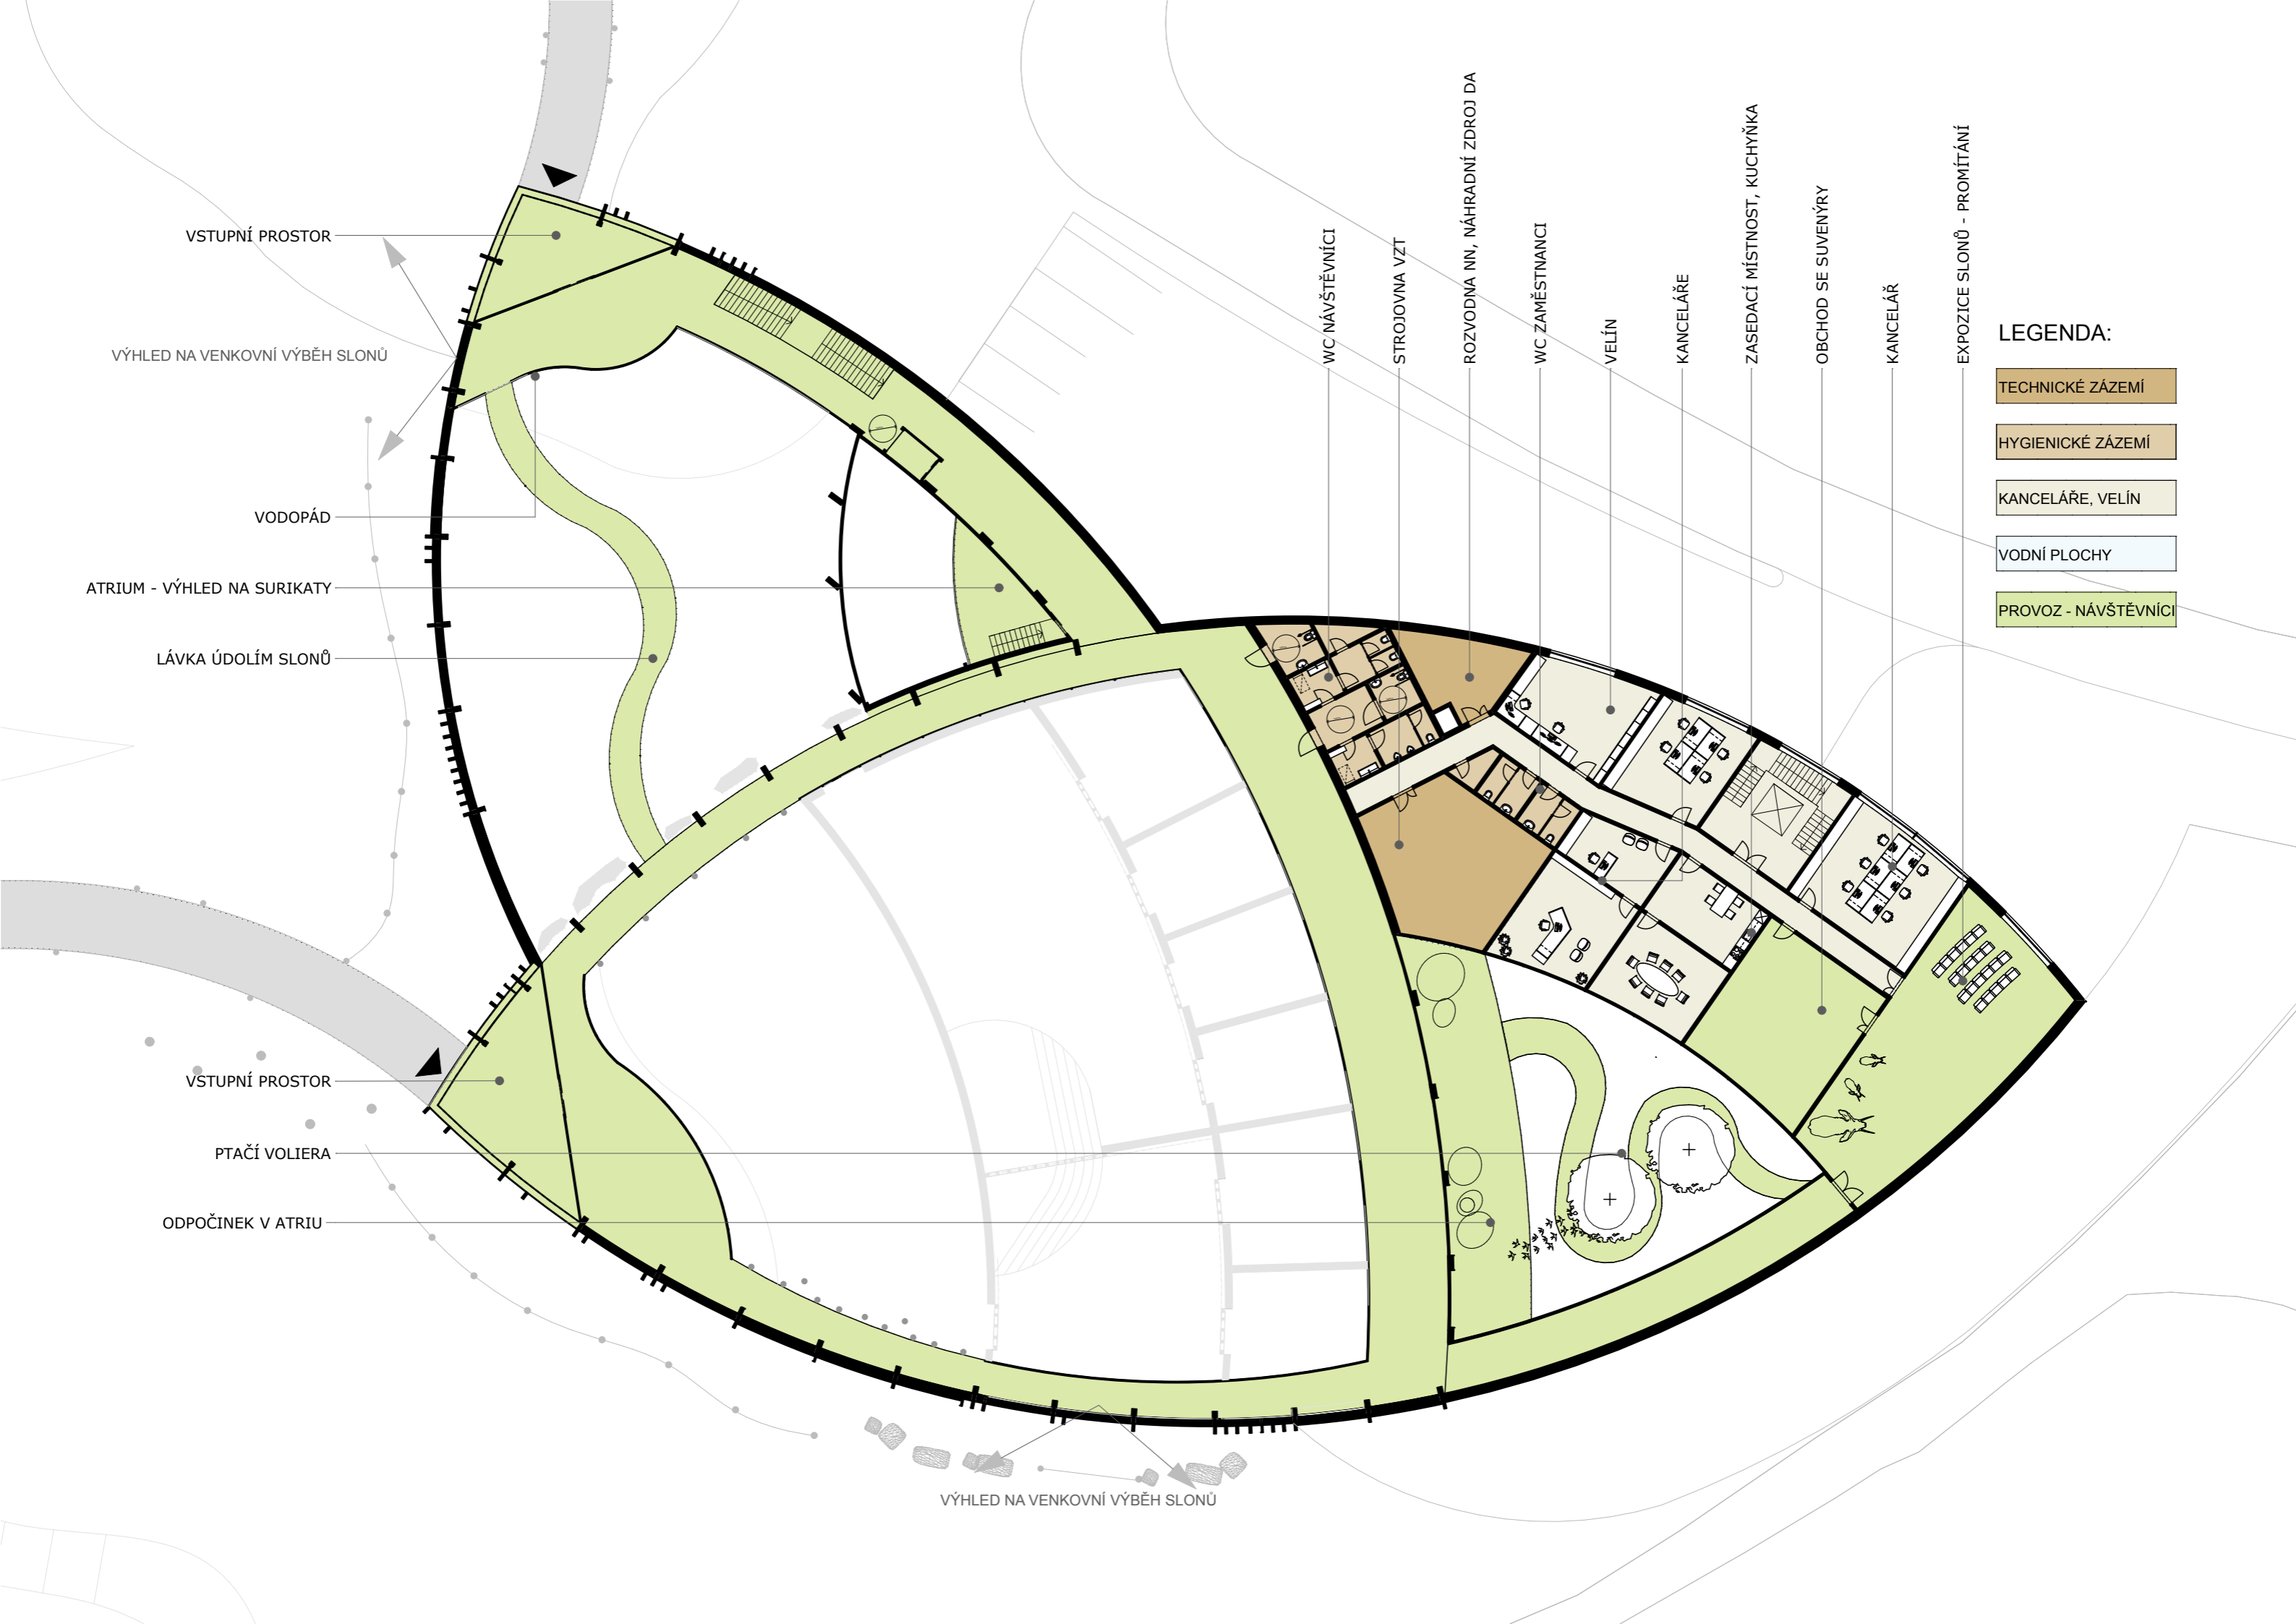 WC NÁVŠTĚVNÍCI
STROJOVNA VZT
ROZVODNA NN, NÁHRADNÍ ZDROJ DA
WC ZAMĚSTNANCI
VELÍN
KANCELÁŘE
ZASEDACÍ MÍSTNOST, KUCHYŇKA
OBCHOD SE SUVENÝRY
KANCELÁŘ
EXPOZICE SLONŮ - PROMÍTÁNÍ
LEGENDA:
TECHNICKÉ ZÁZEMÍ
HYGIENICKÉ ZÁZEMÍ
KANCELÁŘE, VELÍN
VODNÍ PLOCHY
PROVOZ - NÁVŠTĚVNÍCI
VSTUPNÍ PROSTOR
VÝHLED NA VENKOVNÍ VÝBĚH SLONŮ
VODOPÁD
ATRIUM - VÝHLED NA SURIKATY
LÁVKA ÚDOLÍM SLONŮ
VSTUPNÍ PROSTOR
PTAČÍ VOLIERA
ODPOČINEK V ATRIU
VÝHLED NA VENKOVNÍ VÝBĚH SLONŮ